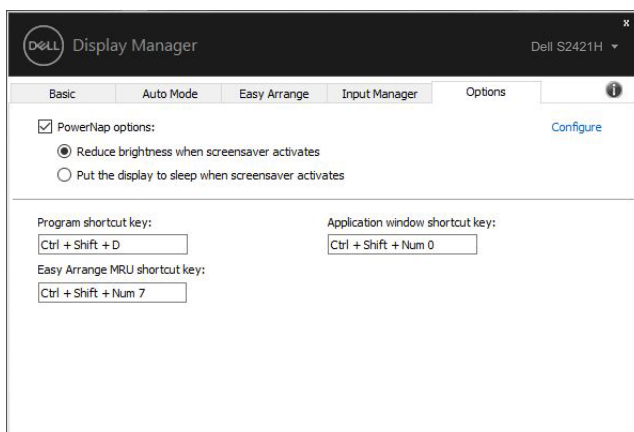 x
DELL Display Manager
Dell S2421H
Basic Auto Mode Easy Arrange Input Manager Options
PowerNap options: Configure
Reduce brightness when screensaver activates
Put the display to sleep when screensaver activates
Program shortcut key: Application window shortcut key:
Ctrl + Shift + D Ctrl + Shift + Num 0
Easy Arrange MRU shortcut key:
Ctrl + Shift + Num 7